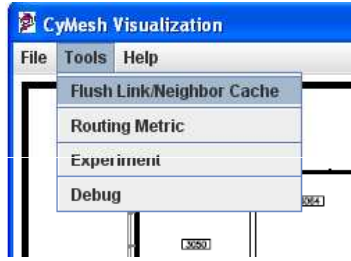 CyMesh Visualization
File Tools Help
Flush Link/Neighbor Cache
Routing Metric
Experiment
Debug
3050